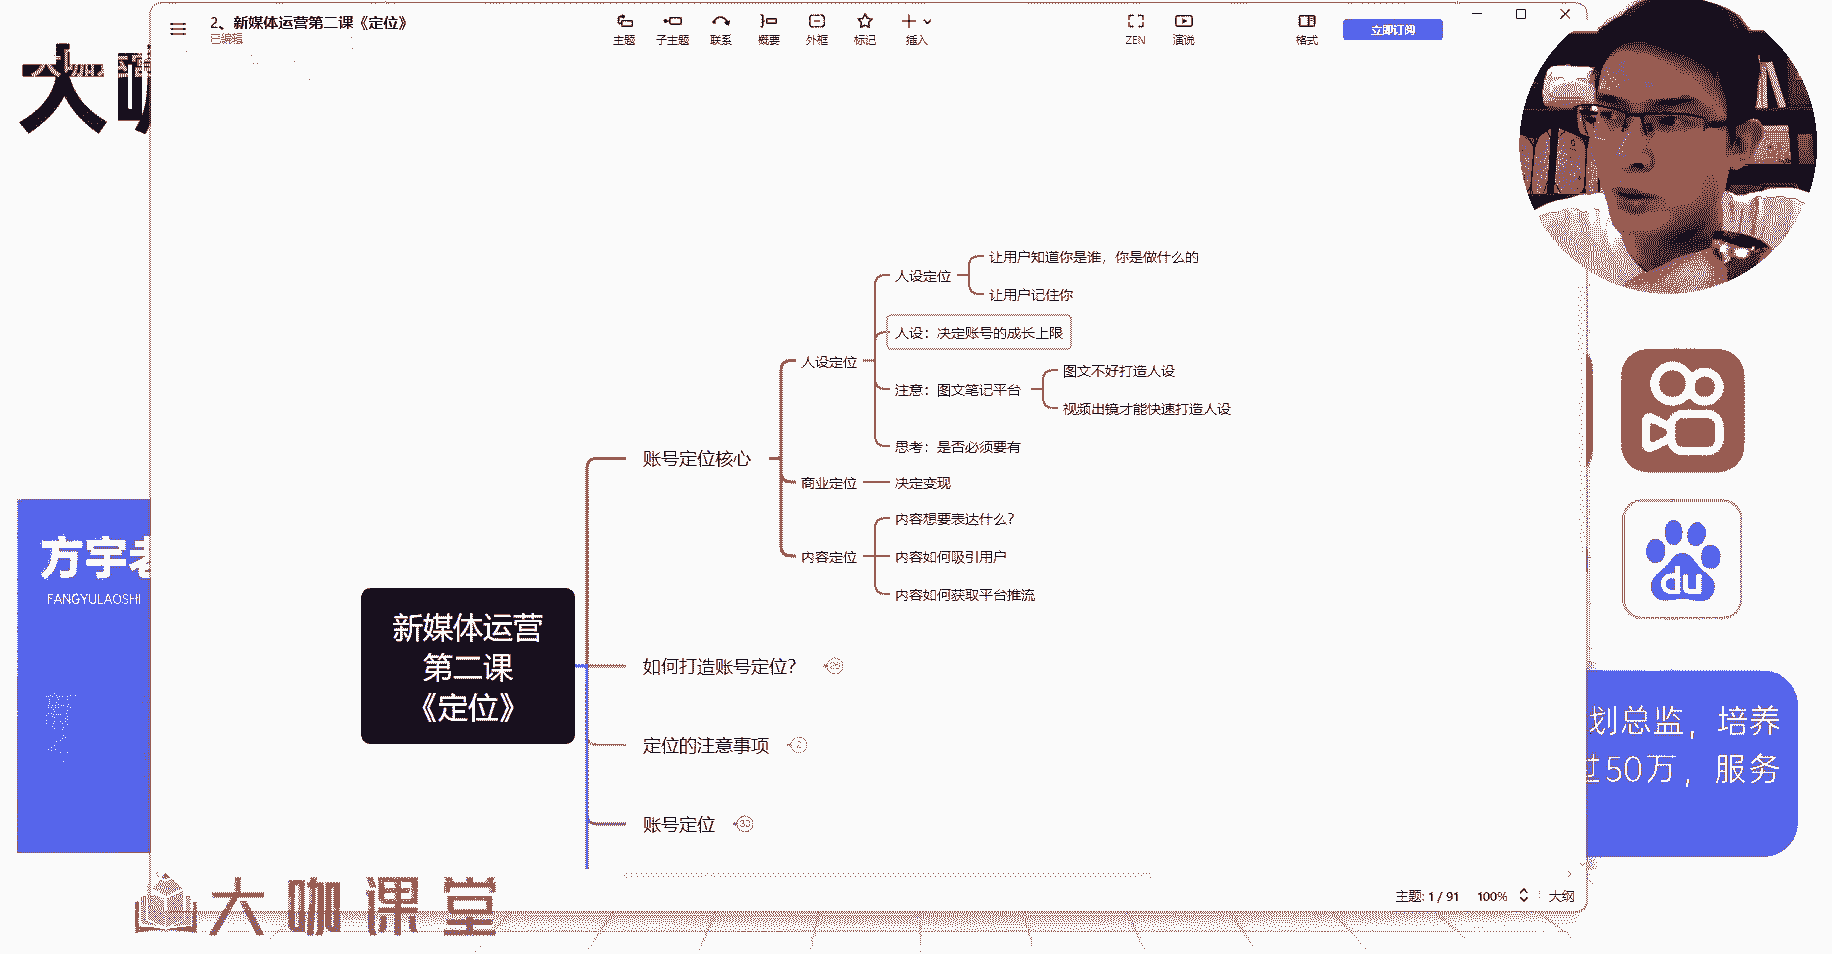 2、新媒体运营第二课《定位》
已编辑
主题
子主题
联系
概要
外框
标记
插入
ZEN
演说
格式
立即订阅
大咖
让用户知道你是谁，你是做什么的
人设定位
让用户记住你
人设：决定账号的成长上限
人设定位
图文不好打造人设
注意：图文笔记平台
视频出镜才能快速打造人设
思考：是否必须要有
账号定位核心
商业定位
决定变现
内容想要表达什么？
内容定位
内容如何吸引用户
内容如何获取平台推流
方宇老
FANGYULAOSHI
新媒体运营
第二课
《定位》
如何打造账号定位？
定位的注意事项
2
账号定位
33
du
划总监，培养
过50万，服务
主题: 1 / 91
100%
大纲
大咖课堂